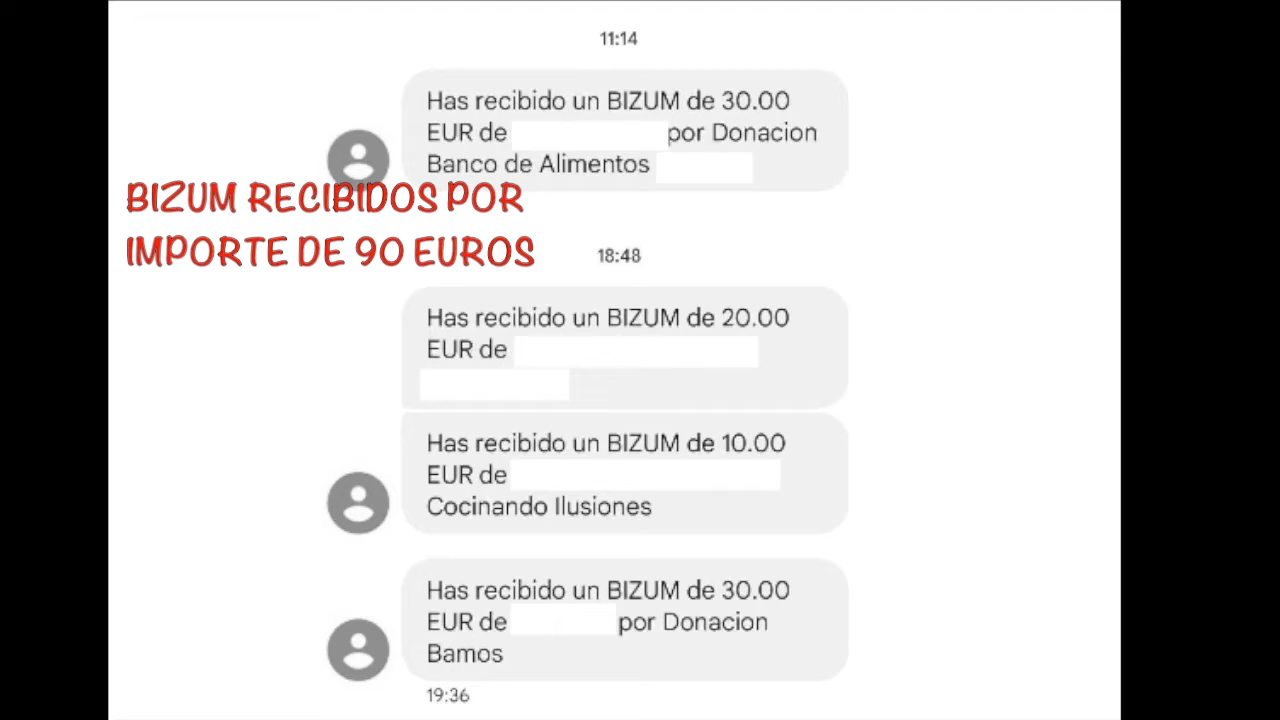 11:14
Has recibido un BIZUM de 30.00
EUR de por Donacion
Banco de Alimentos
BIZUM RECIBIDOS POR
IMPORTE DE 90 EUROS
18:48
Has recibido un BIZUM de 20.00
EUR de
Has recibido un BIZUM de 10.00
EUR de
Cocinando Ilusiones
Has recibido un BIZUM de 30.00
EUR de por Donacion
Bamos
19:36